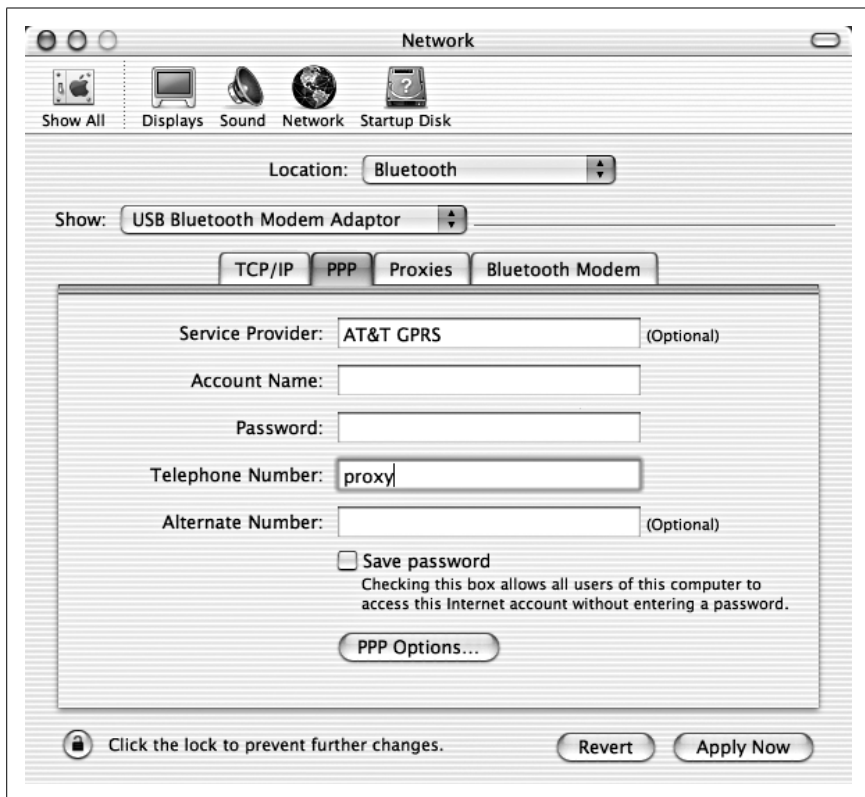 Network
Show All Displays Sound Network Startup Disk
Location: Bluetooth
Show: USB Bluetooth Modem Adaptor
TCP/IP PPP Proxies Bluetooth Modem
Service Provider: AT&T GPRS (Optional)
Account Name:
Password:
Telephone Number: proxy
Alternate Number: (Optional)
Save password
Checking this box allows all users of this computer to
access this Internet account without entering a password.
PPP Options...
Click the lock to prevent further changes. Revert Apply Now